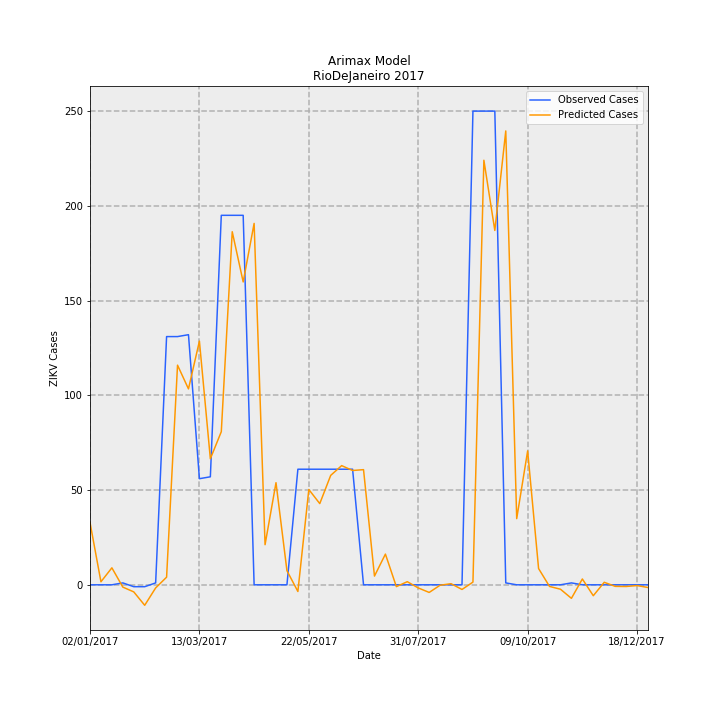 Arimax Model
RioDeJaneiro 2017
Observed Cases
Predicted Cases
ZIKV Cases
250
200
150
100
50
0
02/01/2017 13/03/2017 22/05/2017 31/07/2017 09/10/2017 18/12/2017
Date